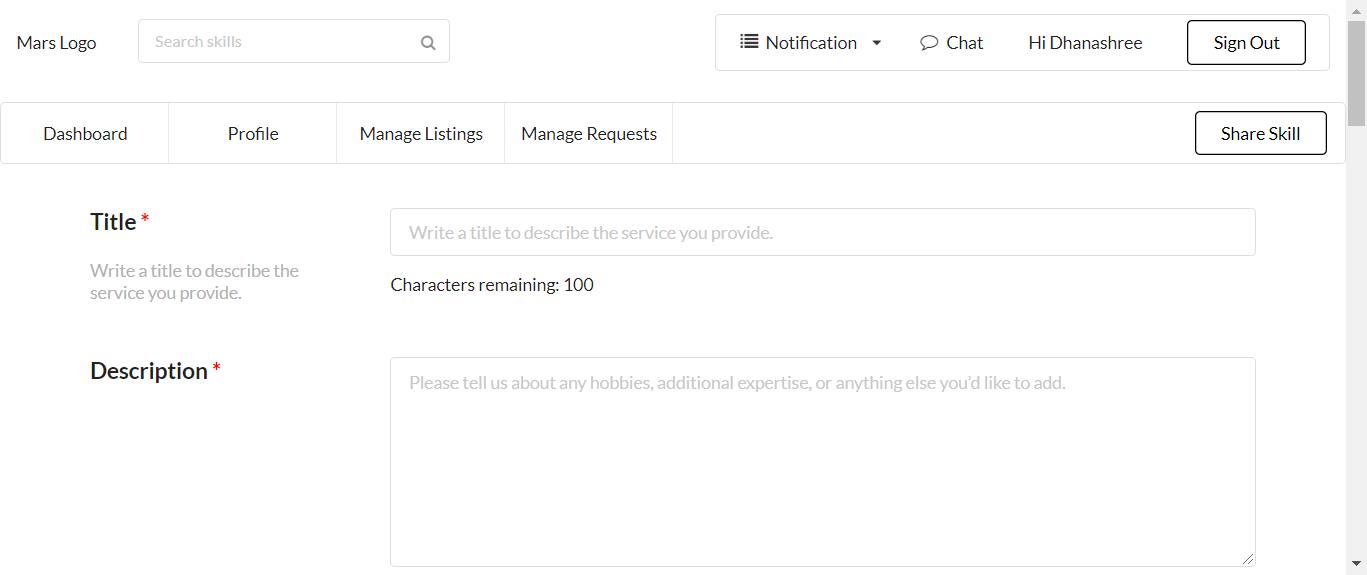 Mars Logo
Search skills
Notification
Chat
Hi Dhanashree
Sign Out
Dashboard
Profile
Manage Listings
Manage Requests
Share Skill
Title *
Write a title to describe the service you provide.
Write a title to describe the
service you provide.
Characters remaining: 100
Description *
Please tell us about any hobbies, additional expertise, or anything else you'd like to add.